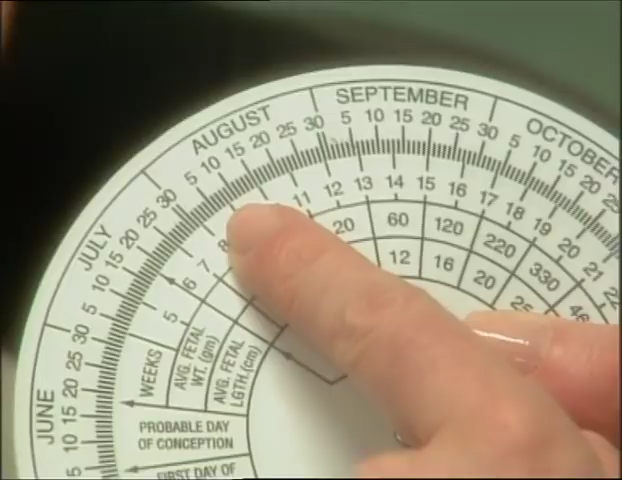 JUNE
JULY
AUGUST
SEPTEMBER
OCTOBER
5 10 15 20 25 30
5 10 15 20 25 30
5 10 15 20 25 30
5 10 15 20 25 30
5 10 15 20 25
WEEKS 5 6 7 8 11 12 13 14 15 16 17 18 19 20 21
AVG. FETAL
WT. (gm)
20 60 120 220 330
AVG. FETAL
LGTH.(cm)
12 16 20
PROBABLE DAY
OF CONCEPTION
FIRST DAY OF